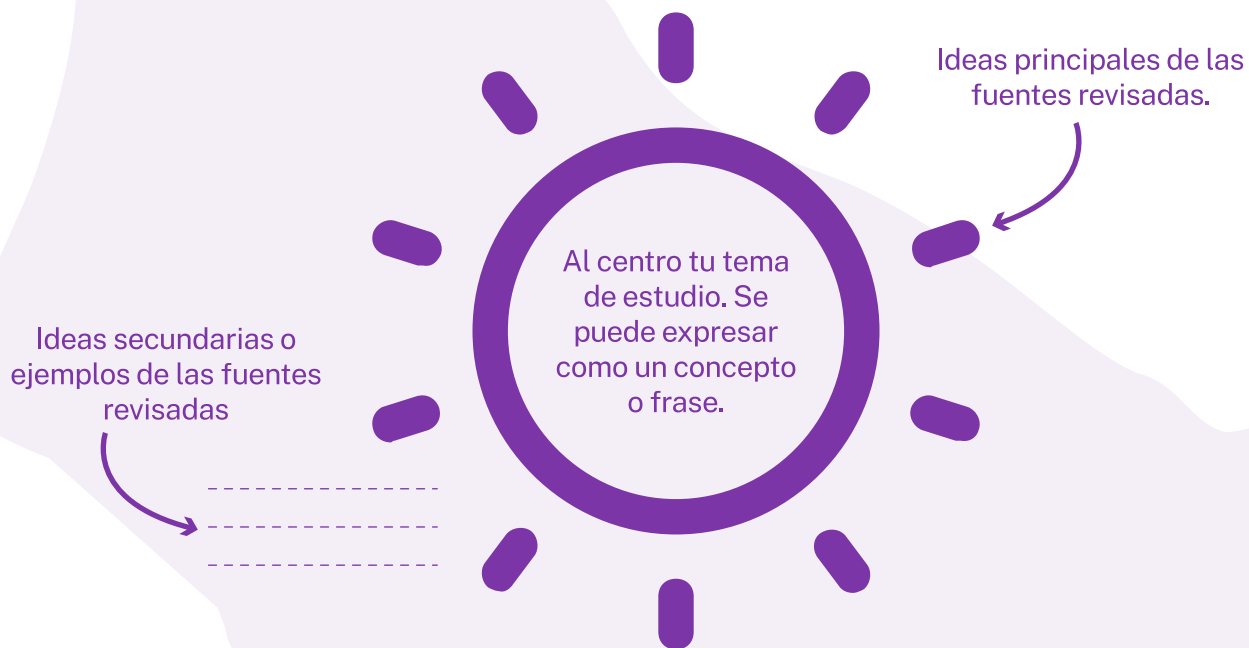 Ideas principales de las
fuentes revisadas.
Al centro tu tema
de estudio. Se
puede expresar
como un concepto
o frase.
Ideas secundarias o
ejemplos de las fuentes
revisadas